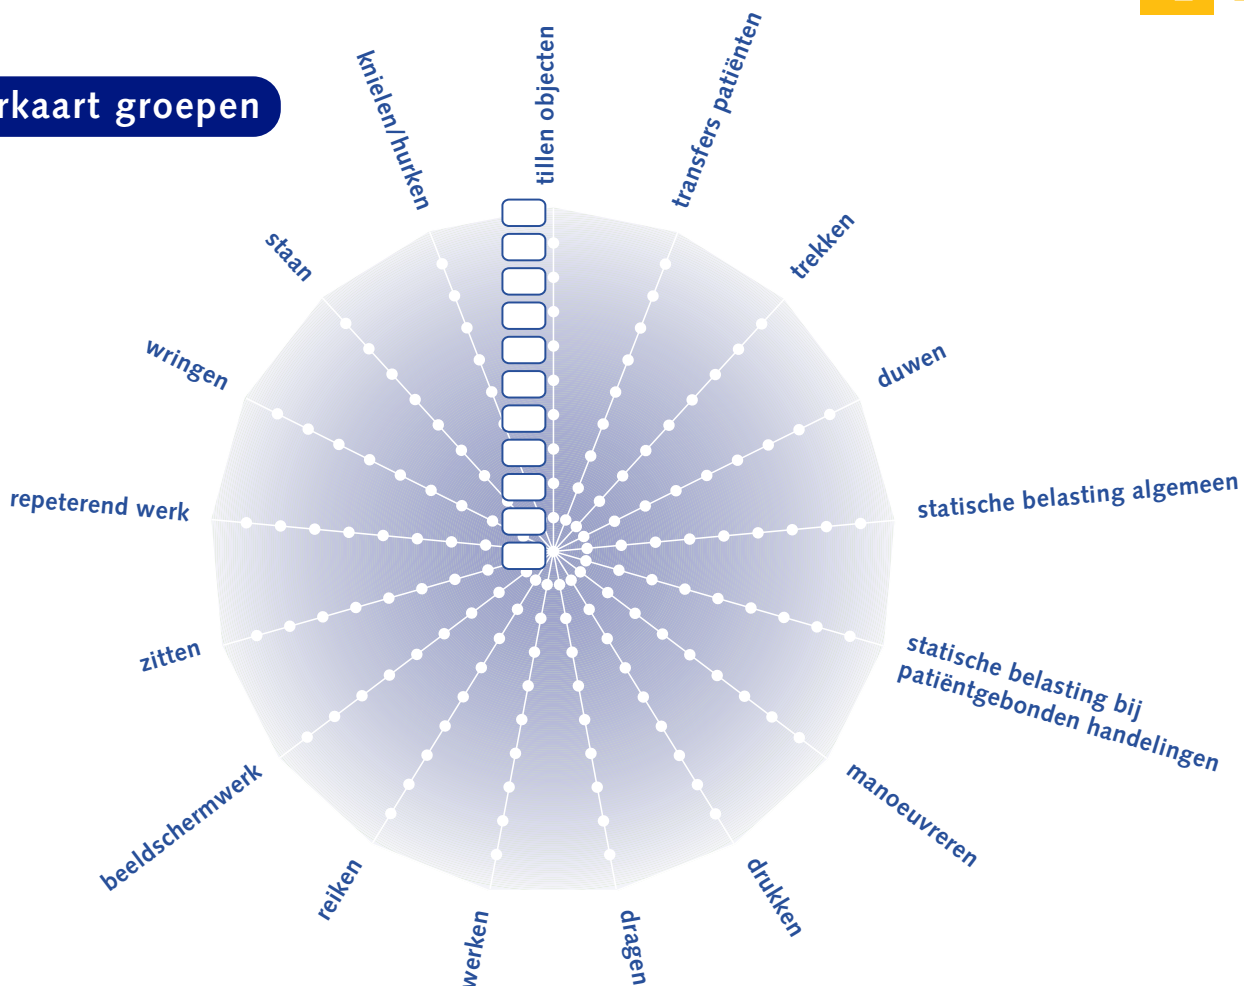 rkaart groepen
tillen objecten
transfers patiënten
trekken
duwen
statische belasting algemeen
statische belasting bij
patiëntgebonden handelingen
manoeuvreren
drukken
dragen
werken
reiken
beeldschermwerk
zitten
repeterend werk
wringen
staan
knielen/hurken